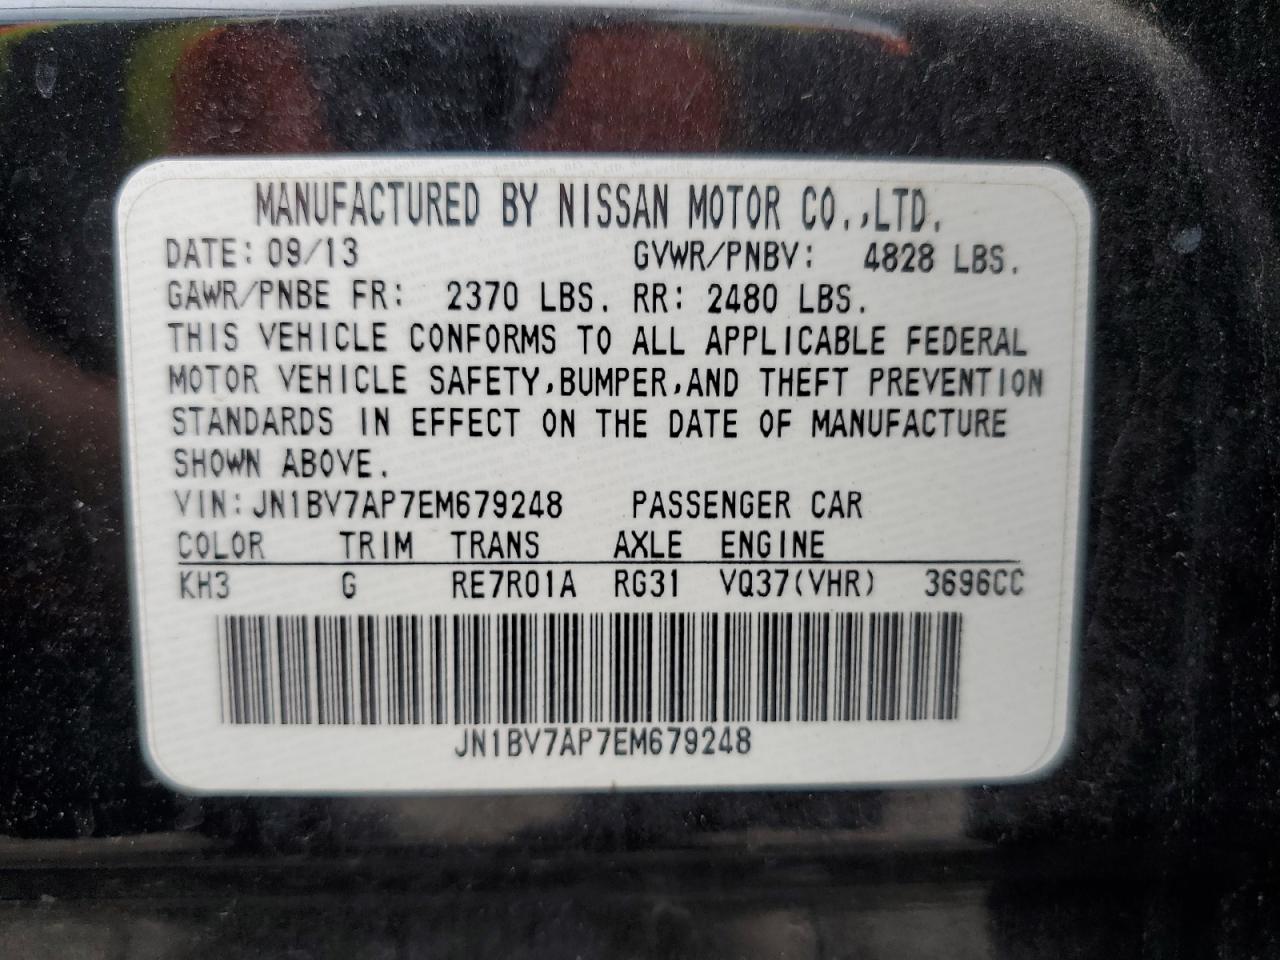 MANUFACTURED BY NISSAN MOTOR CO.,LTD.
DATE: 09/13 GVWR/PNBV: 4828 LBS.
GAWR/PNBE FR: 2370 LBS. RR: 2480 LBS.
THIS VEHICLE CONFORMS TO ALL APPLICABLE FEDERAL
MOTOR VEHICLE SAFETY,BUMPER,AND THEFT PREVENTION
STANDARDS IN EFFECT ON THE DATE OF MANUFACTURE
SHOWN ABOVE.
VIN:JN1BV7AP7EM679248 PASSENGER CAR
COLOR TRIM TRANS AXLE ENGINE
KH3 G RE7R01A RG31 VQ37(VHR) 3696CC
JN1BV7AP7EM679248